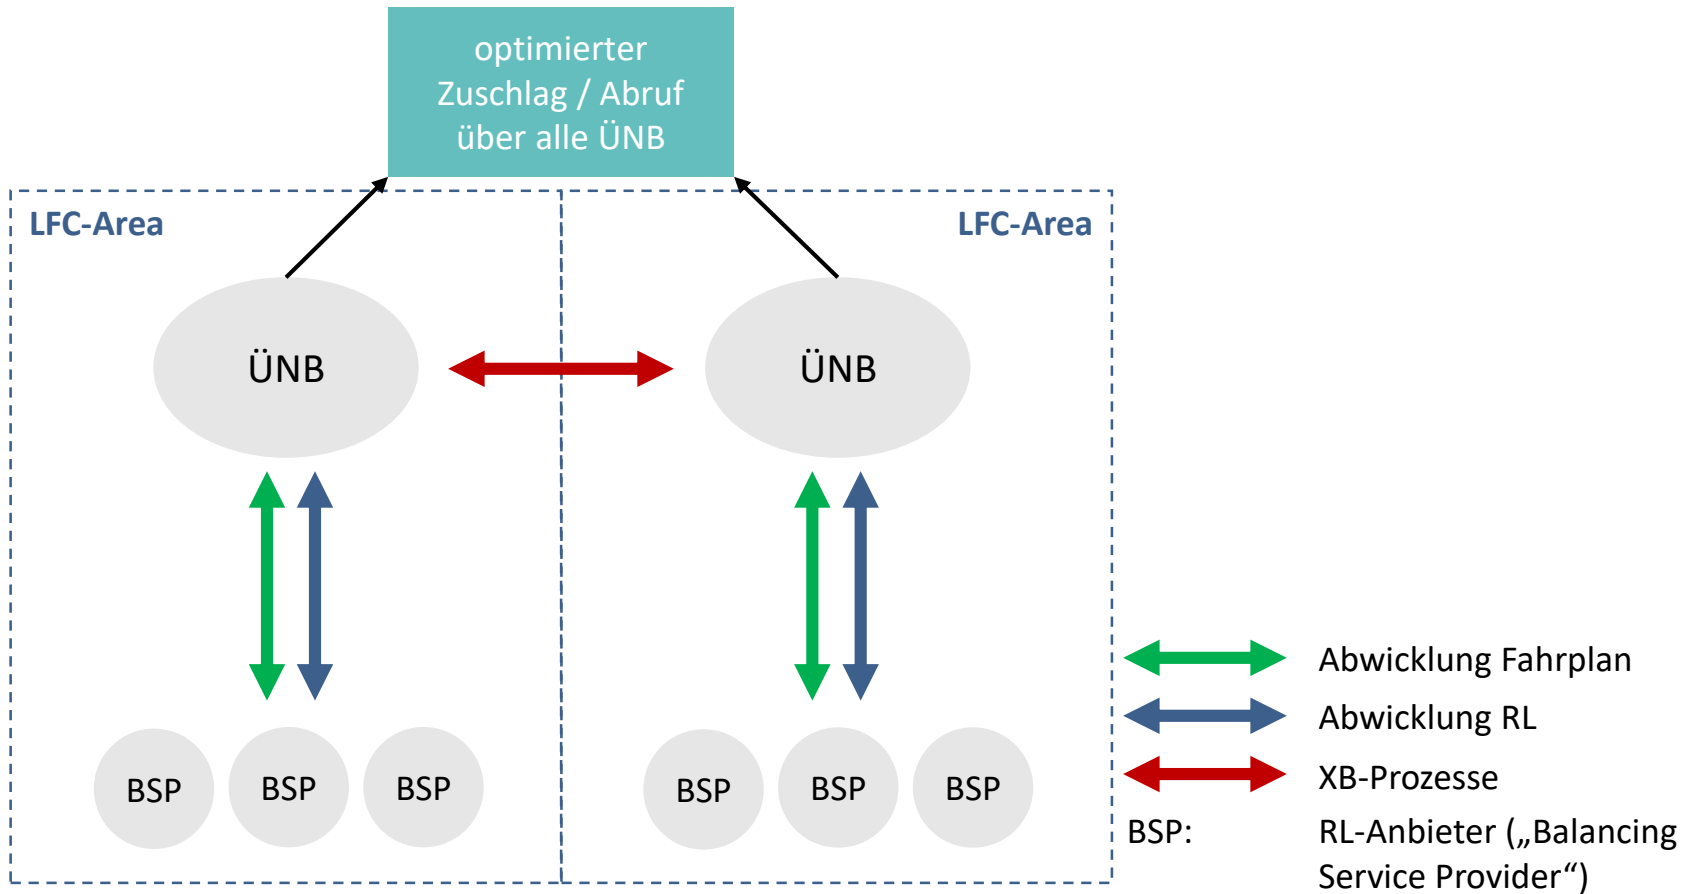 optimierter
Zuschlag / Abruf
über alle ÜNB
LFC-Area
LFC-Area
ÜNB
ÜNB
BSP
BSP
BSP
BSP
BSP
BSP
Abwicklung Fahrplan
Abwicklung RL
XB-Prozesse
BSP: RL-Anbieter („Balancing
Service Provider“)